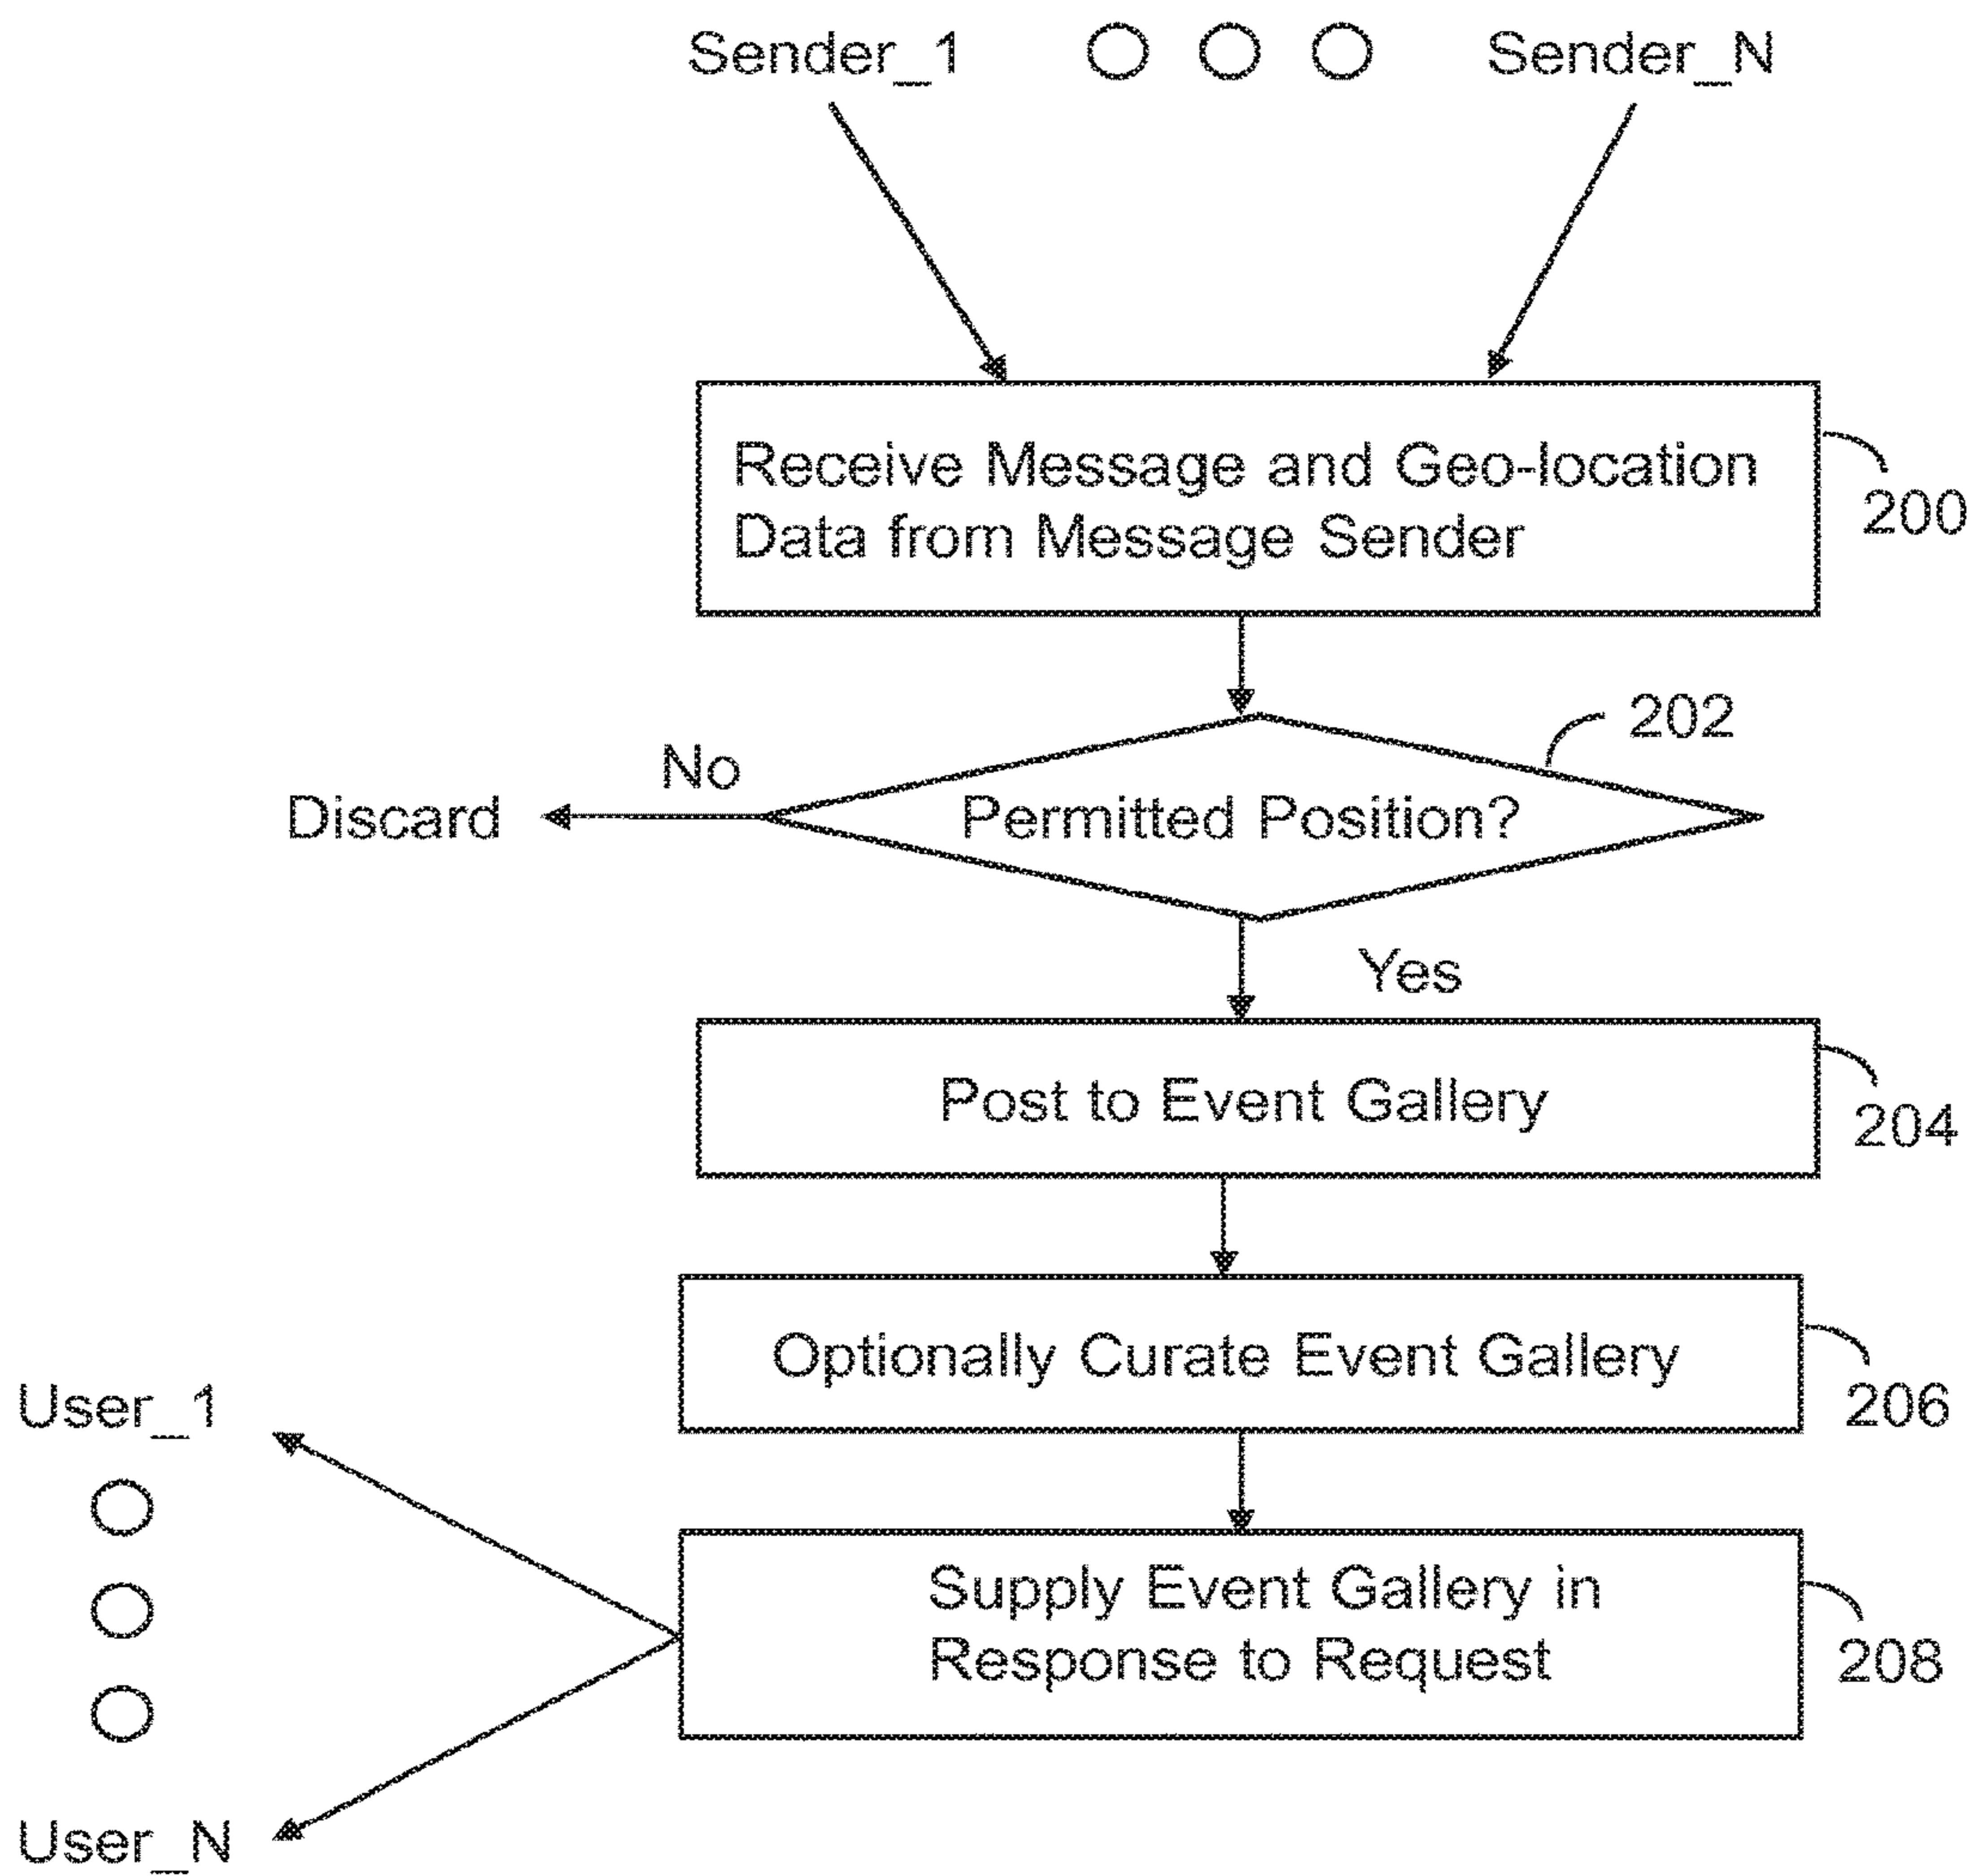 Sender_1 Sender_N
Receive Message and Geo-location
Data from Message Sender
200
202
No
Discard
Permitted Position?
Yes
Post to Event Gallery
204
Optionally Curate Event Gallery
206
User_1
Supply Event Gallery in
Response to Request
208
User_N